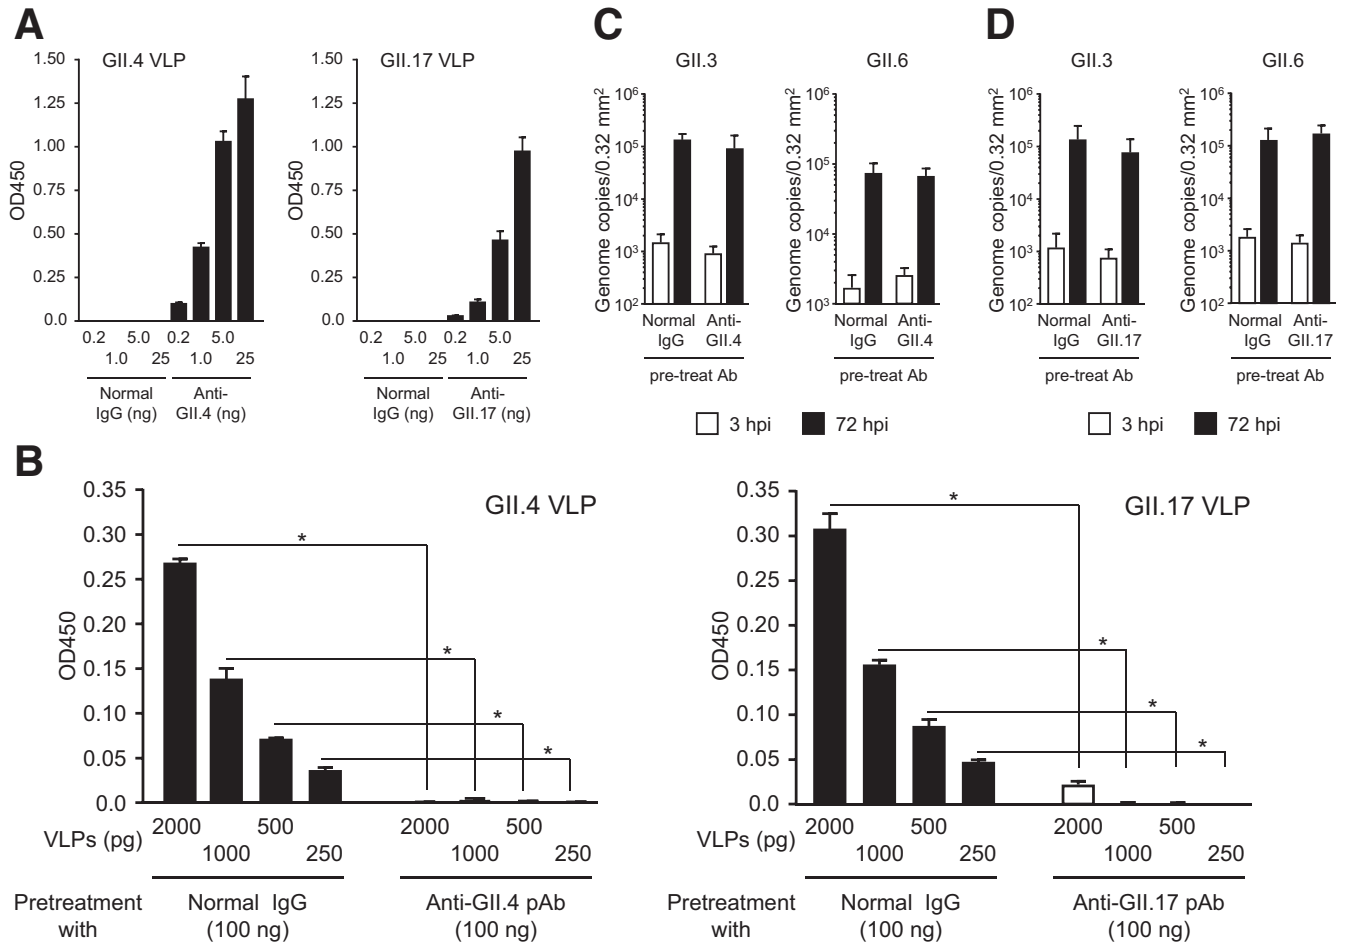 A
GII.4 VLP
OD450
1.50
1.25
1.00
0.75
0.50
0.25
0.0
0.2 5.0 0.2 5.0
1.0 25 1.0 25
Normal Anti-
IgG (ng) GII.4 (ng)
GII.17 VLP
OD450
1.50
1.25
1.00
0.75
0.50
0.25
0.0
0.2 5.0 0.2 5.0
1.0 25 1.0 25
Normal Anti-
IgG (ng) GII.17 (ng)
C
GII.3
Genome copies/0.32 mm²
10⁶
10⁵
10⁴
10³
10²
Normal Anti-
IgG GII.4
pre-treat Ab
GII.6
Genome copies/0.32 mm²
10⁶
10⁵
10⁴
10³
Normal Anti-
IgG GII.4
pre-treat Ab
3 hpi 72 hpi
D
GII.3
Genome copies/0.32 mm²
10⁶
10⁵
10⁴
10³
10²
Normal Anti-
IgG GII.17
pre-treat Ab
GII.6
Genome copies/0.32 mm²
10⁶
10⁵
10⁴
10³
10²
Normal Anti-
IgG GII.17
pre-treat Ab
3 hpi 72 hpi
B
GII.4 VLP
OD450
0.35
0.30
0.25
0.20
0.15
0.10
0.05
0.0
*
*
*
*
VLPs (pg)
2000 500 2000 500
1000 250 1000 250
Pretreatment Normal IgG Anti-GII.4 pAb
with (100 ng) (100 ng)
GII.17 VLP
OD450
0.35
0.30
0.25
0.20
0.15
0.10
0.05
0.0
*
*
*
*
VLPs (pg)
2000 500 2000 500
1000 250 1000 250
Pretreatment Normal IgG Anti-GII.17 pAb
with (100 ng) (100 ng)